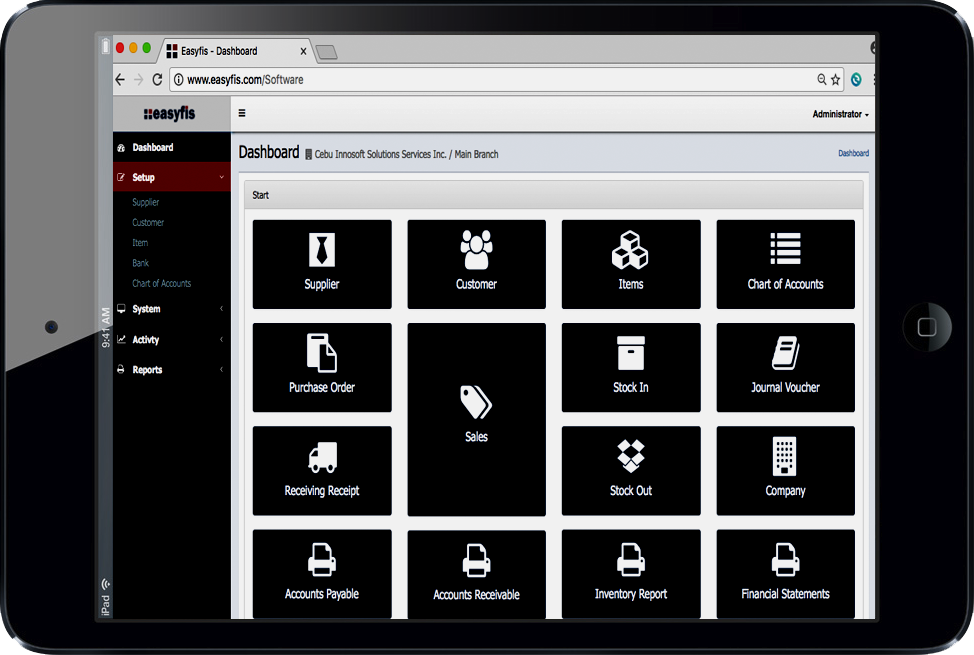 Easyfis - Dashboard
x
www.easyfis.com/Software
easyfis
Administrator
Dashboard
Setup
Supplier
Customer
Item
Bank
Chart of Accounts
System
Activty
Reports
Dashboard Cebu Innosoft Solutions Services Inc. / Main Branch
Dashboard
Start
Supplier
Customer
Items
Chart of Accounts
Purchase Order
Sales
Stock In
Journal Voucher
Receiving Receipt
Stock Out
Company
Accounts Payable
Accounts Receivable
Inventory Report
Financial Statements
9:41 AM
iPad